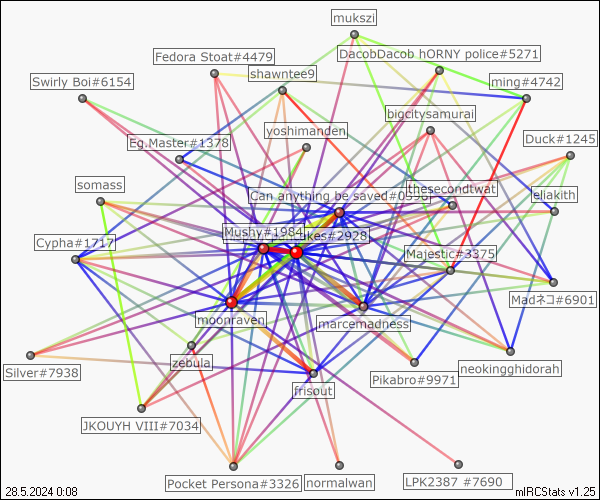 mukszi
DacobDacob hORNY police#5271
Fedora Stoat#4479
shawntee9
Swirly Boi#6154
ming#4742
bigcitysamurai
yoshimanden
Duck#1245
Eg.Master#1378
somass
thesecondtwat
Can anything be saved#0
eliakith
Mushy#1984
kes#2928
Cypha#1717
Majestic#3375
Madネコ#6901
moonraven
marcemadness
zebula
neokingghidorah
Silver#7938
Pikabro#9971
frisout
JKOUYH VIII#7034
Pocket Persona#3326
normalwan
LPK2387 #7690
28.5.2024 0:08
mIRCStats v1.25